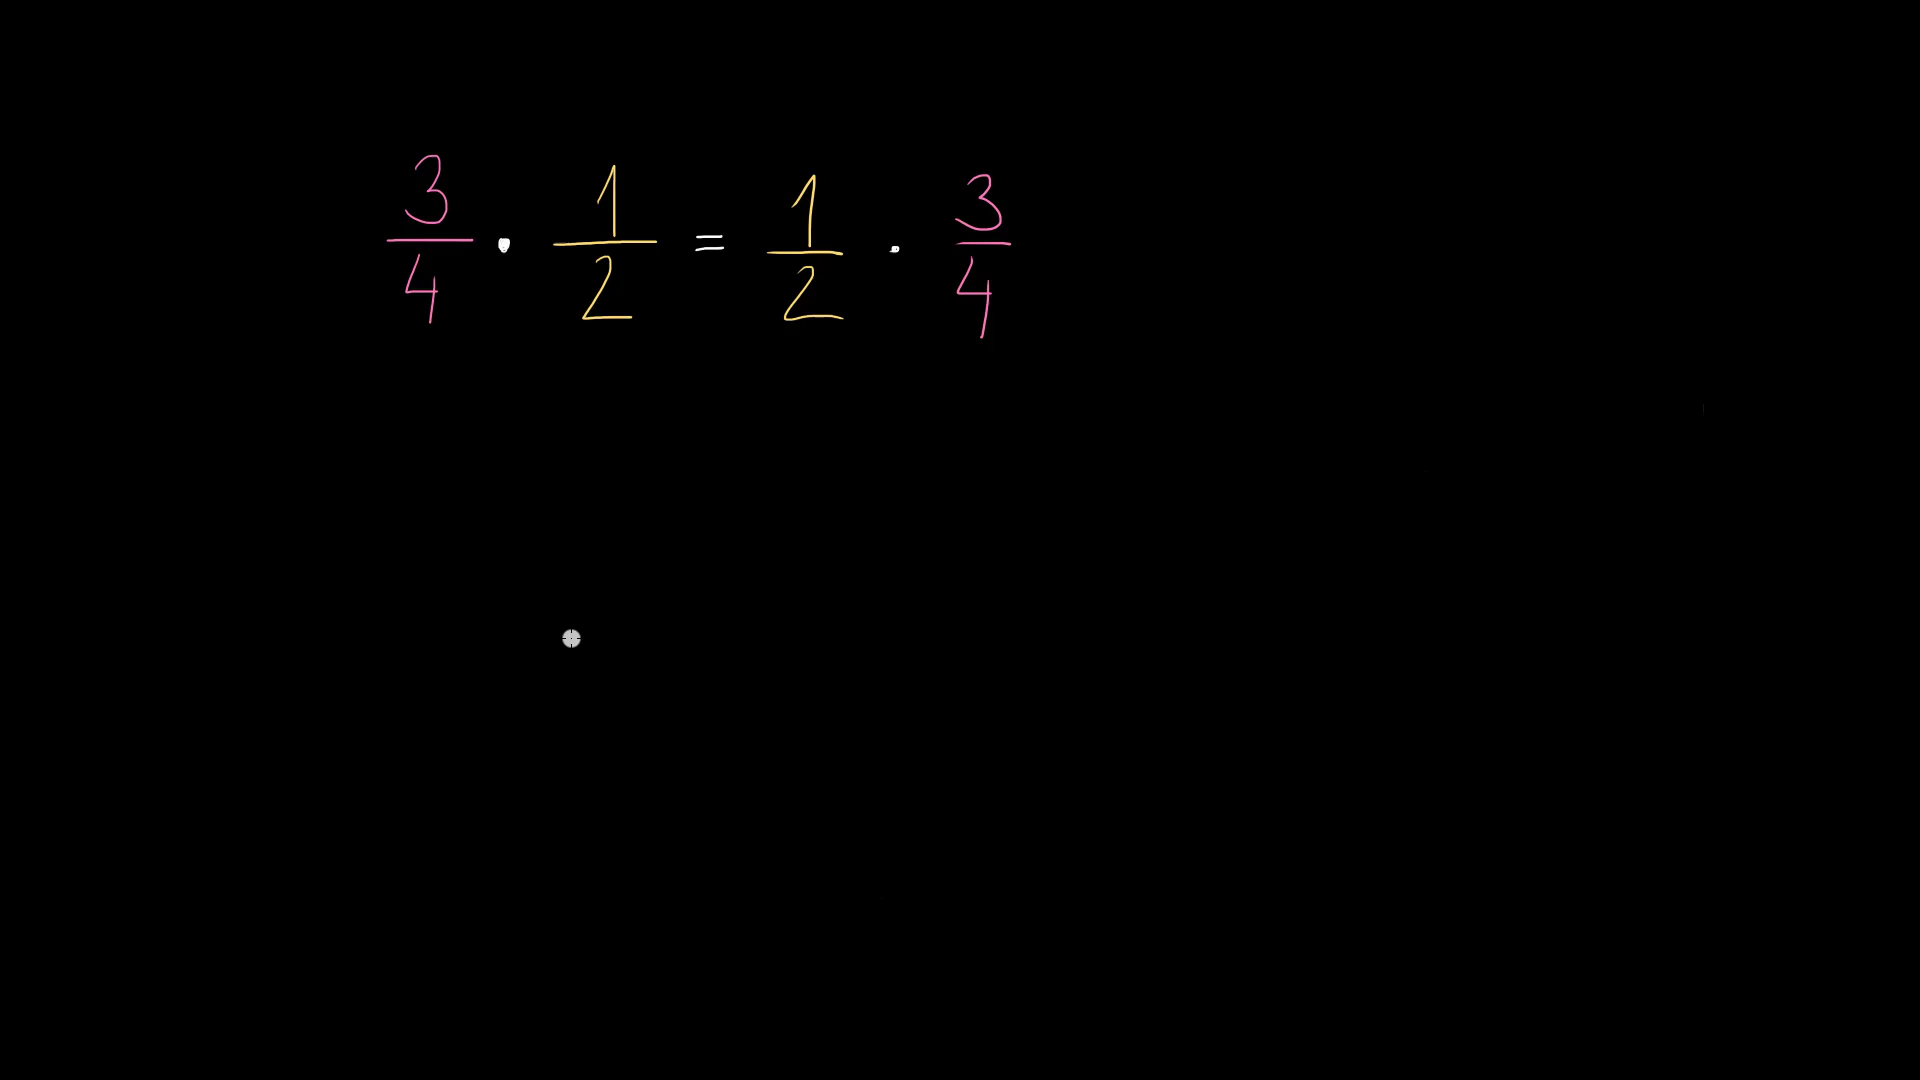 3/4 · 1/2 = 1/2 · 3/4